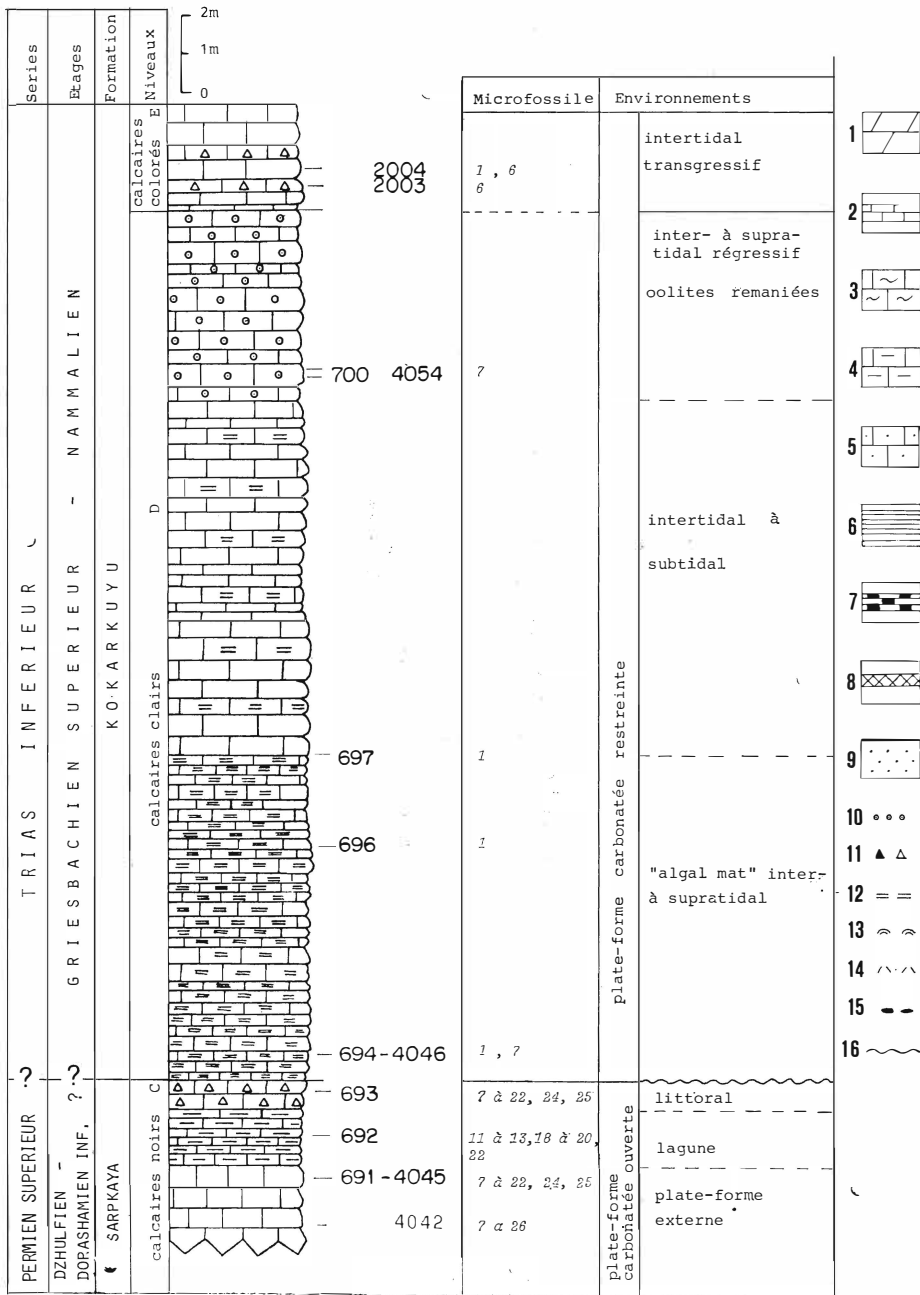 2m
1m
0
Series
Etages
Formation
Niveaux
Microfossile
Environnements
TRIAS INFERIEUR
GRIESBACHIEN SUPERIEUR - NAMMALIEN
KOKARKUYU
calcaires colorés E
calcaires clairs D
2004
1 , 6
2003
6
intertidal
transgressif
inter- à supra-
tidal régressif
oolites remaniées
700 4054
7
intertidal à
subtidal
697
1
696
1
"algal mat" inter-
à supratidal
694-4046
1 , 7
plate-forme carbonatée restreinte
?
?
?
PERMIEN SUPERIEUR
DZHULFIEN -
DORASHAMIEN INF.
SARPKAYA
calcaires noirs C
693
7 à 22, 24, 25
littoral
692
11 à 13,18 à 20,
22
lagune
691-4045
7 à 22, 24, 25
plate-forme
externe
4042
7 a 26
plate-forme
carbonatée ouverte
1
2
3
4
5
6
7
8
9
10
11
12
13
14
15
16